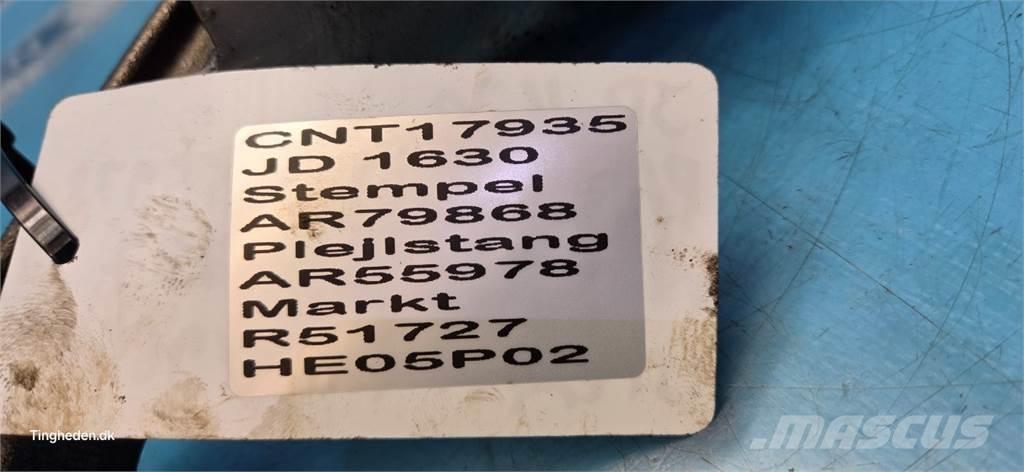 CNT17935
JD 1630
Stempel
AR79868
Plejlstang
AR55978
Markt
R51727
HE05P02
Tingheden.dk
MASCUS